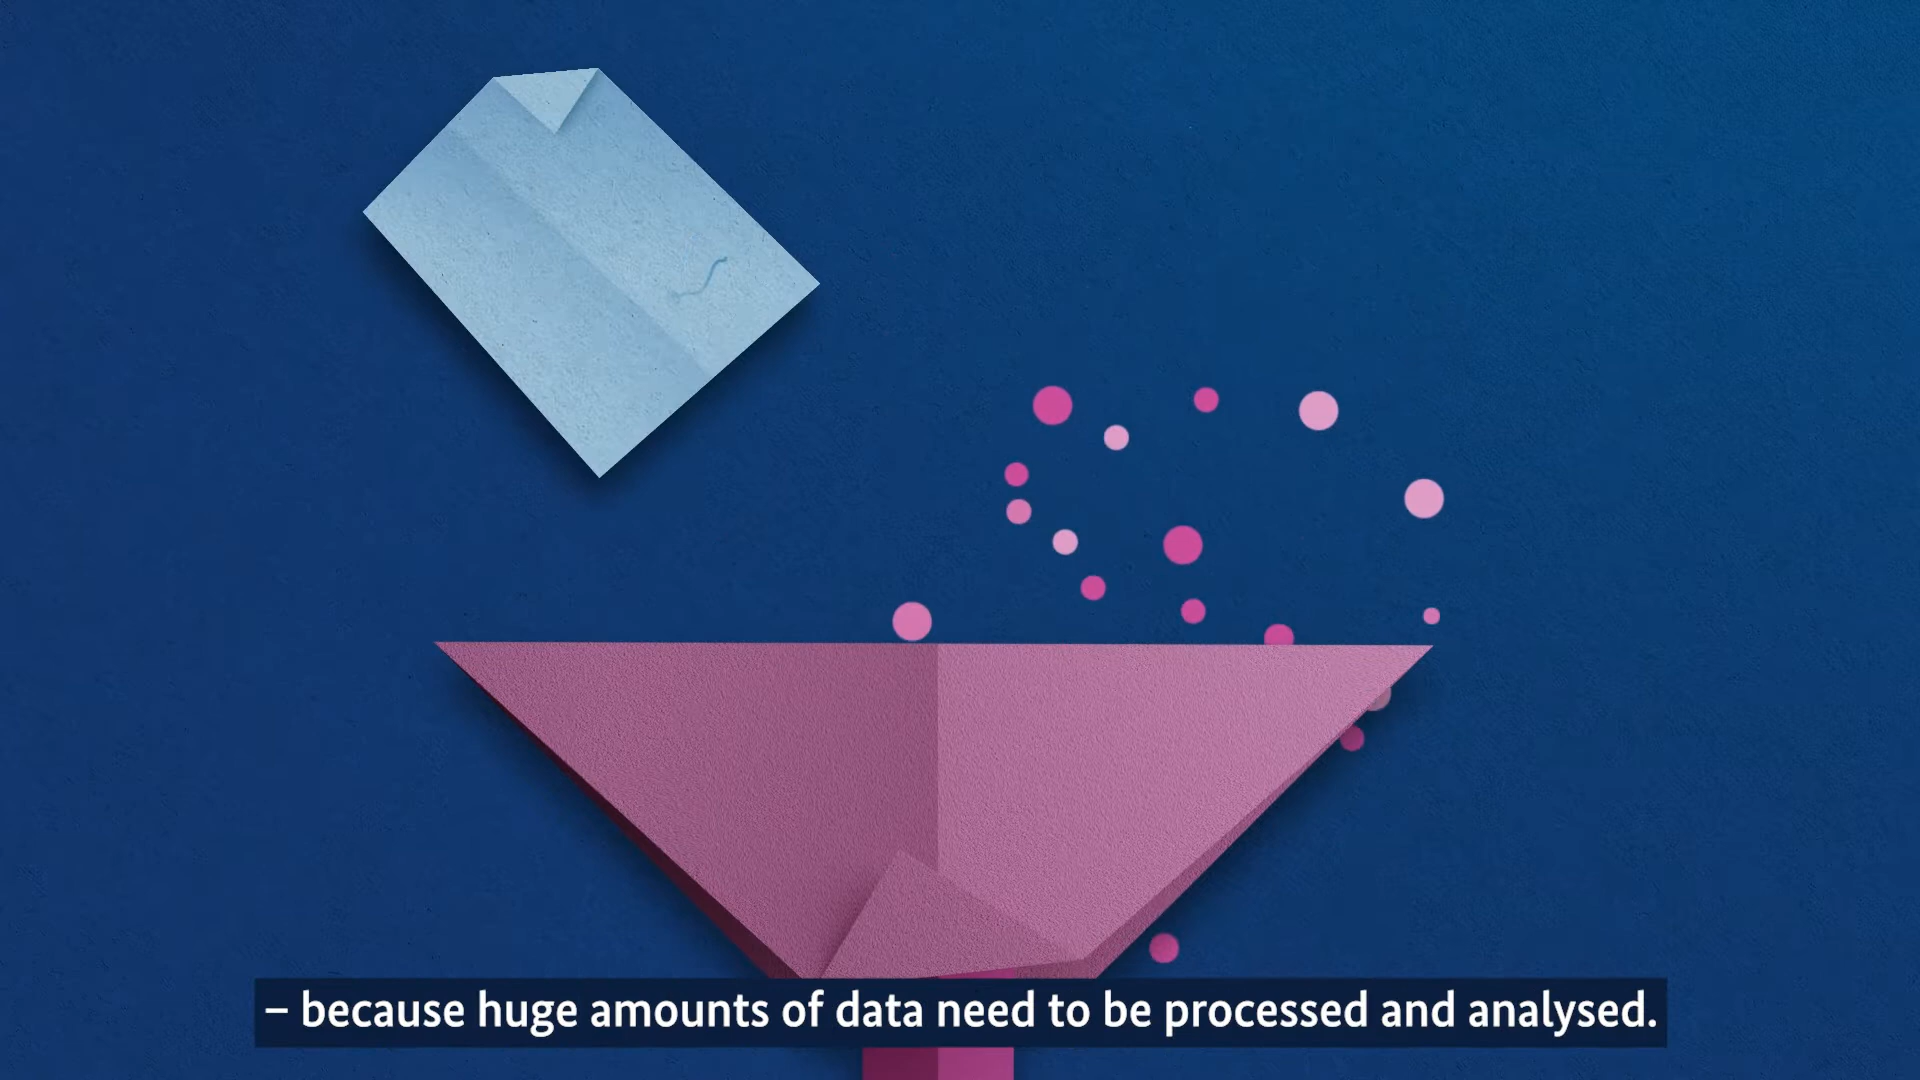 – because huge amounts of data need to be processed and analysed.